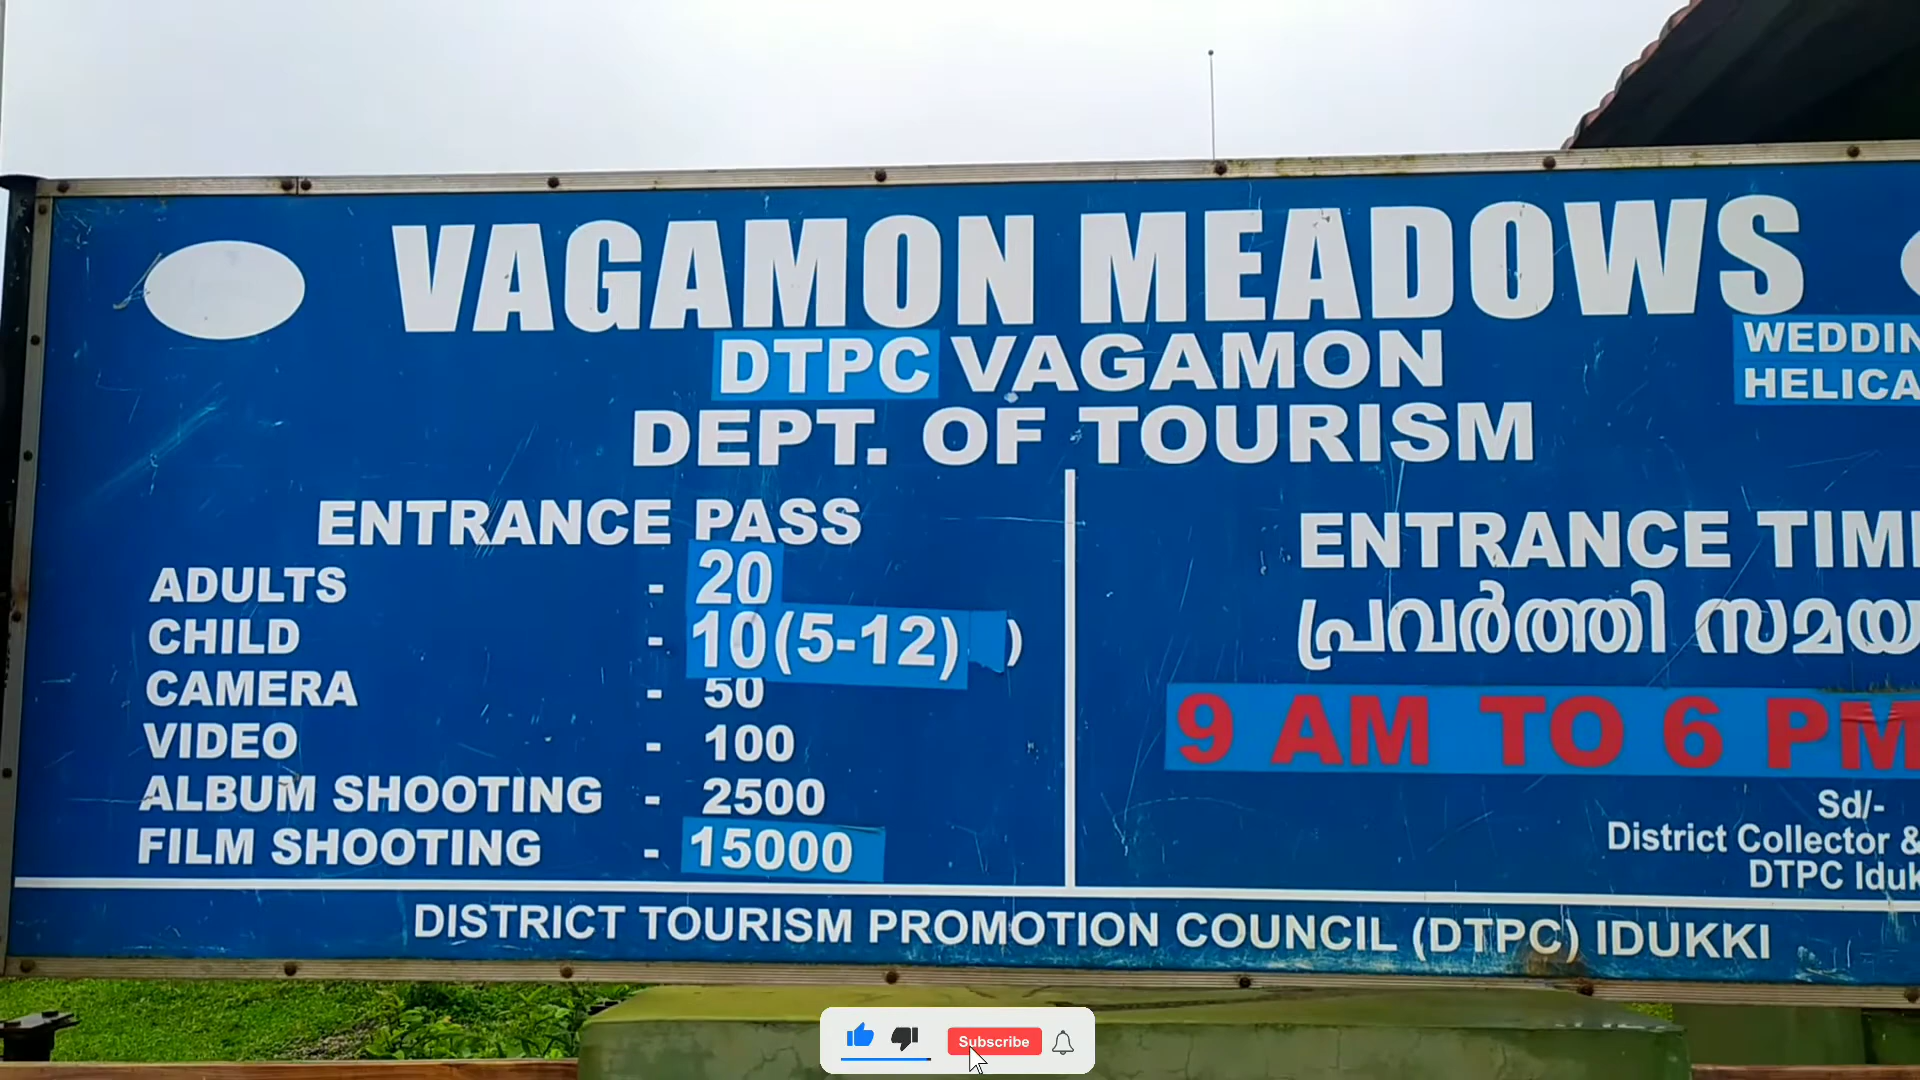 VAGAMON MEADOWS
DTPC VAGAMON
DEPT. OF TOURISM
WEDDIN
HELICA
ENTRANCE PASS
ADULTS - 20
CHILD - 10(5-12) )
CAMERA - 50
VIDEO - 100
ALBUM SHOOTING - 2500
FILM SHOOTING - 15000
ENTRANCE TIM
പ്രവർത്തി സമയ
9 AM TO 6 PM
Sd/-
District Collector &
DTPC Iduk
DISTRICT TOURISM PROMOTION COUNCIL (DTPC) IDUKKI
Subscribe